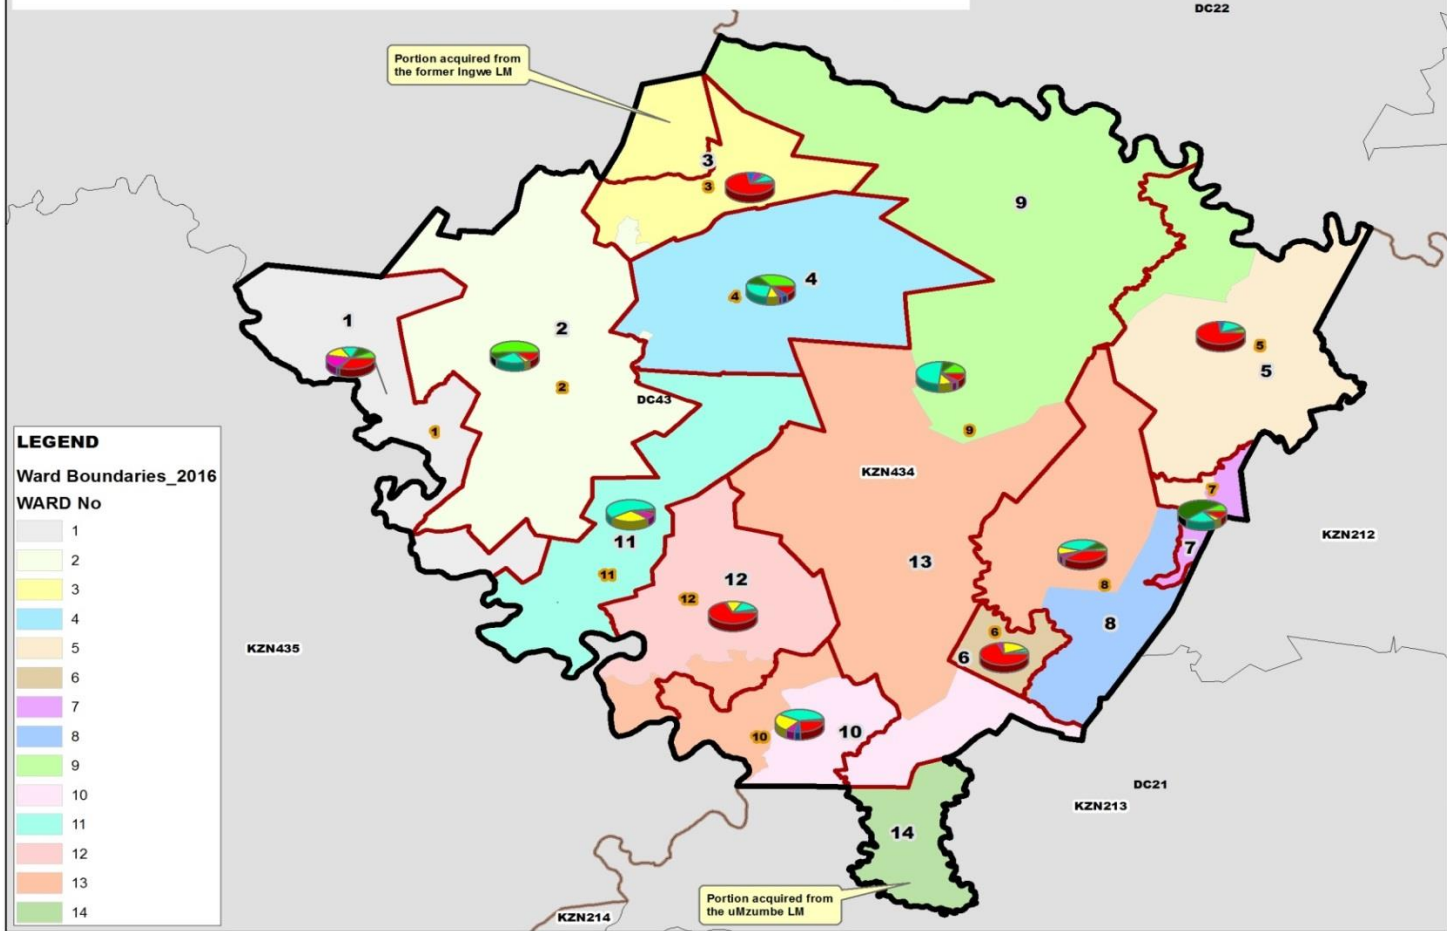 DC22
Portion acquired from
the former Ingwe LM
3
3
9
4
4
1
2
5
5
2
DC43
1
9
LEGEND
Ward Boundaries_2016
WARD No
1
2
3
4
5
6
7
8
9
10
11
12
13
14
KZN434
7
KZN212
11
7
13
12
11
12
8
8
6
6
KZN435
10
10
DC21
KZN213
14
Portion acquired from
the uMzumbe LM
KZN214